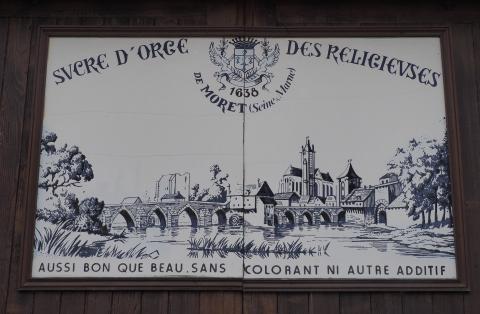 SVCRE D'ORGE DES RELIGIEVSES
DE MORET (Seine & Marne)
1638
AUSSI BON QUE BEAU, SANS COLORANT NI AUTRE ADDITIF